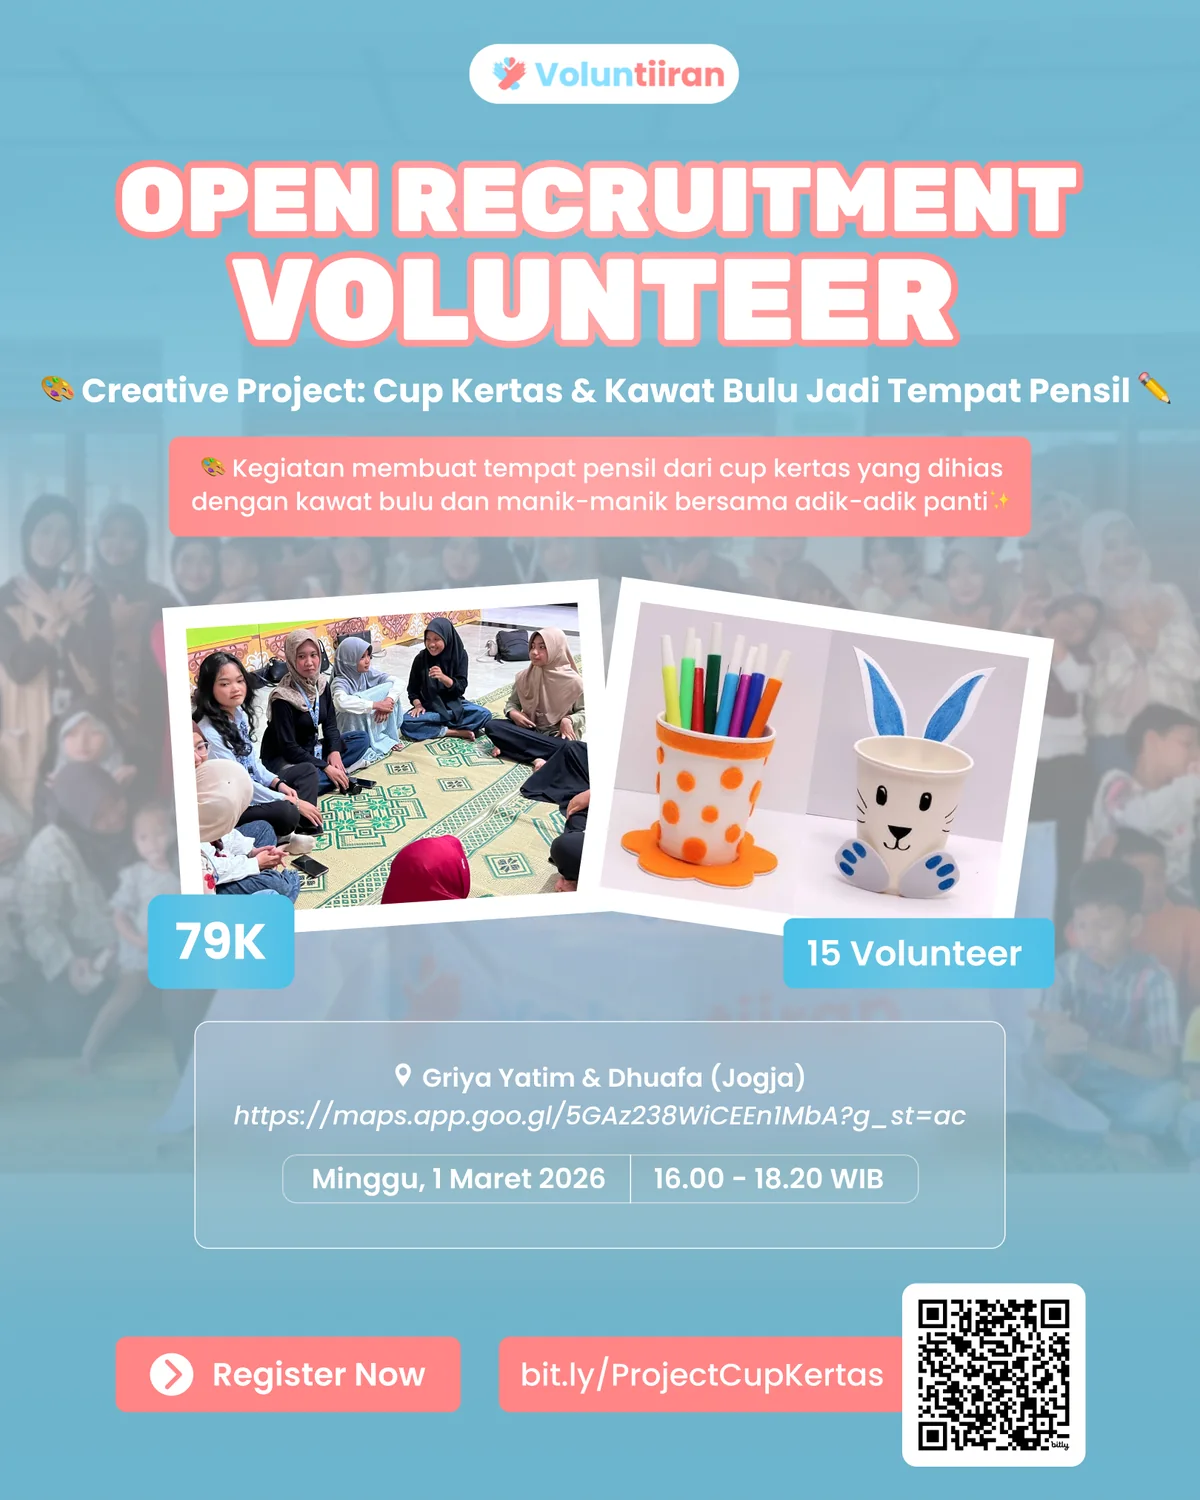 Voluntiiran
OPEN RECRUITMENT
VOLUNTEER
🎨 Creative Project: Cup Kertas & Kawat Bulu Jadi Tempat Pensil ✏️
🎨 Kegiatan membuat tempat pensil dari cup kertas yang dihias
dengan kawat bulu dan manik-manik bersama adik-adik panti✨
79K
15 Volunteer
Griya Yatim & Dhuafa (Jogja)
https://maps.app.goo.gl/5GAz238WiCEEn1MbA?g_st=ac
Minggu, 1 Maret 2026
16.00 - 18.20 WIB
Register Now
bit.ly/ProjectCupKertas
bitly